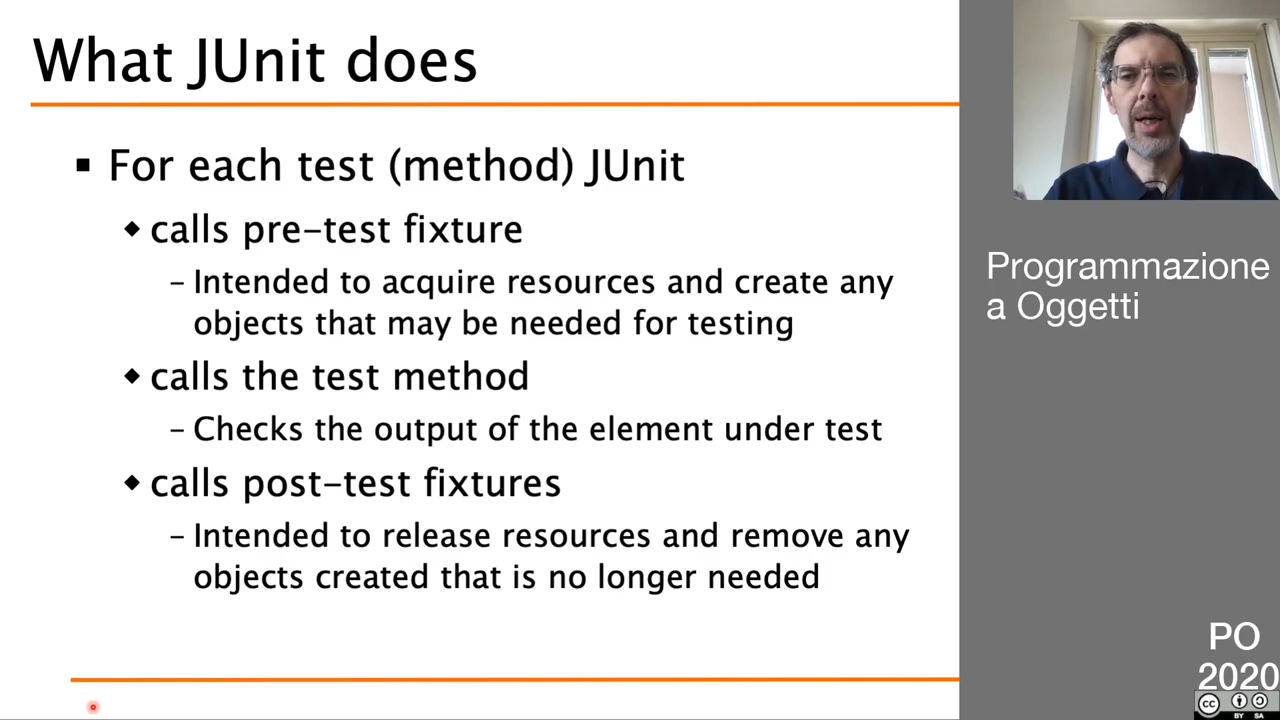 What JUnit does
▪ For each test (method) JUnit
◆ calls pre-test fixture
– Intended to acquire resources and create any
objects that may be needed for testing
◆ calls the test method
– Checks the output of the element under test
◆ calls post-test fixtures
– Intended to release resources and remove any
objects created that is no longer needed
Programmazione
a Oggetti
PO
2020
cc
BY SA